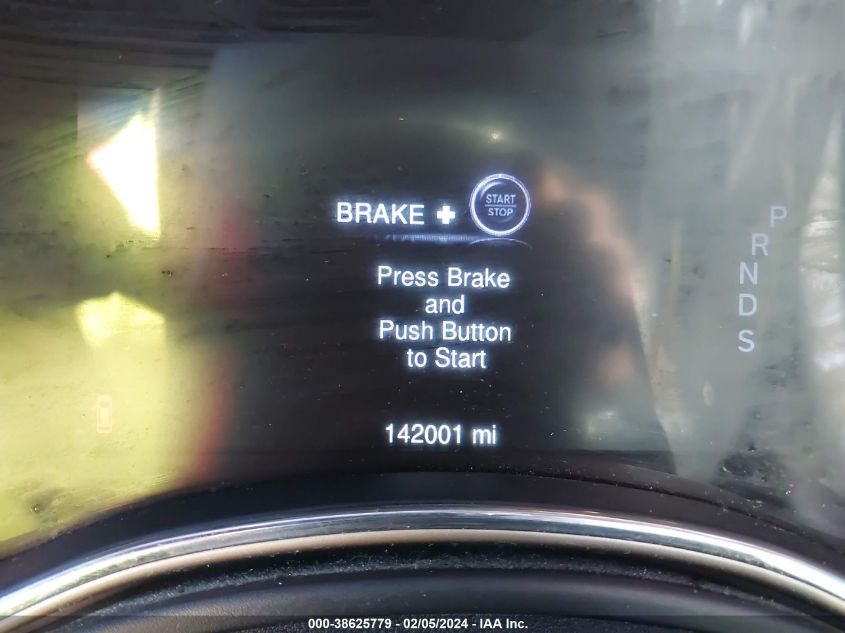 BRAKE ✚ START STOP
Press Brake
and
Push Button
to Start
142001 mi
P
R
N
D
S
000-38625779 - 02/05/2024 - IAA Inc.